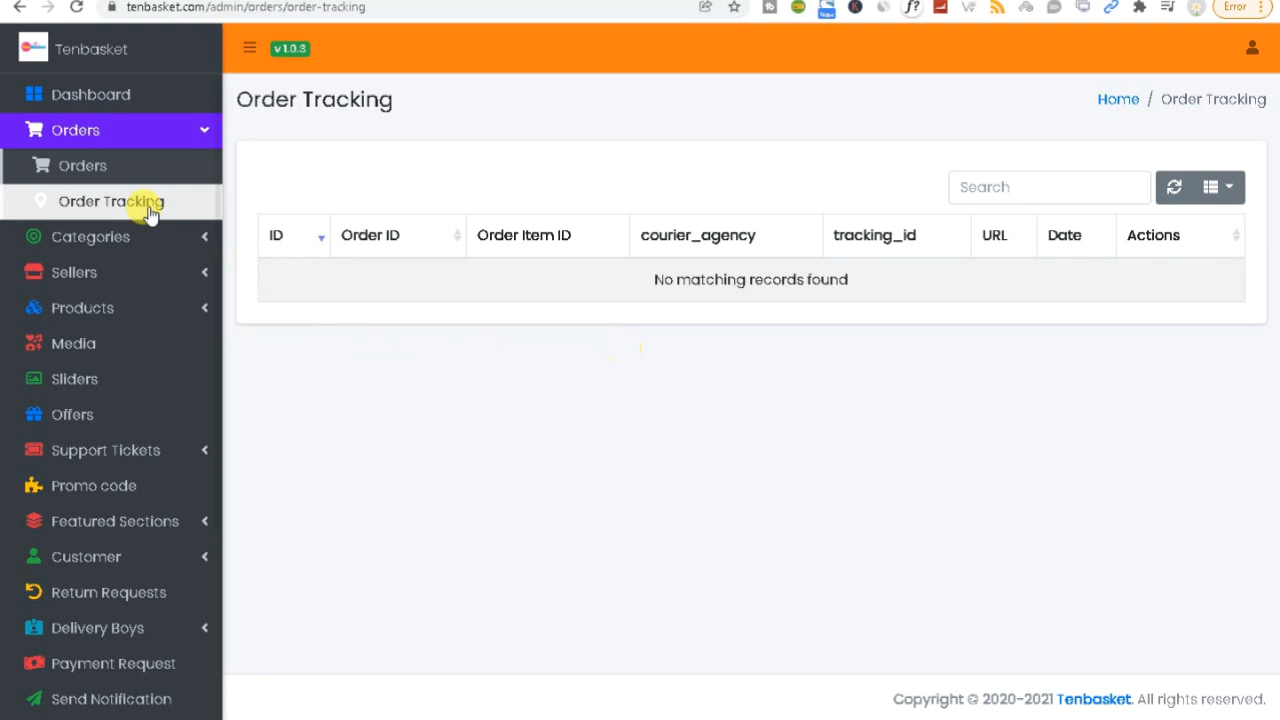 tenbasket.com/admin/orders/order-tracking
Error
New
f?
Tenbasket
v 1.0.3
Dashboard
Orders
Orders
Order Tracking
Categories
Sellers
Products
Media
Sliders
Offers
Support Tickets
Promo code
Featured Sections
Customer
Return Requests
Delivery Boys
Payment Request
Send Notification
Order Tracking
Home / Order Tracking
Search
ID Order ID Order Item ID courier_agency tracking_id URL Date Actions
No matching records found
Copyright © 2020-2021 Tenbasket. All rights reserved.